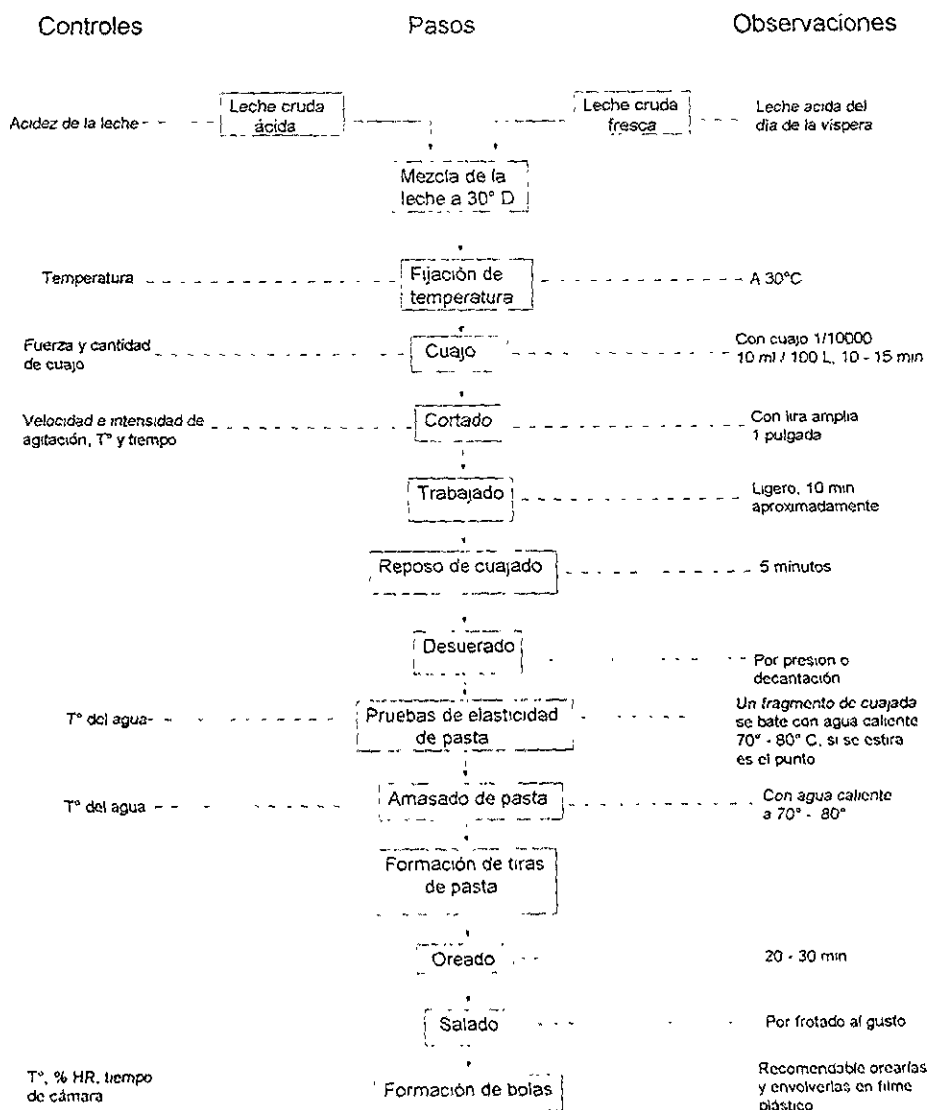 Controles Pasos Observaciones
Acidez de la leche
Leche cruda
ácida
Leche cruda
fresca
Leche acida del
dia de la vispera
Mezcla de la
leche a 30° D
Temperatura
Fijación de
temperatura
A 30°C
Fuerza y cantidad
de cuajo
Cuajo
Con cuajo 1/10000
10 ml / 100 L, 10 - 15 min
Velocidad e intensidad de
agitación, T° y tiempo
Cortado
Con lira amplia
1 pulgada
Trabajado
Ligero, 10 min
aproximadamente
Reposo de cuajado
5 minutos
Desuerado
Por presion o
decantación
T° del agua
Pruebas de elasticidad
de pasta
Un fragmento de cuajada
se bate con agua caliente
70° - 80° C, si se estira
es el punto
T° del agua
Amasado de pasta
Con agua caliente
a 70° - 80°
Formación de tiras
de pasta
Oreado
20 - 30 min
Salado
Por frotado al gusto
T°, % HR, tiempo
de cámara
Formación de bolas
Recomendable orearlas
y envolverlas en filme
plástico